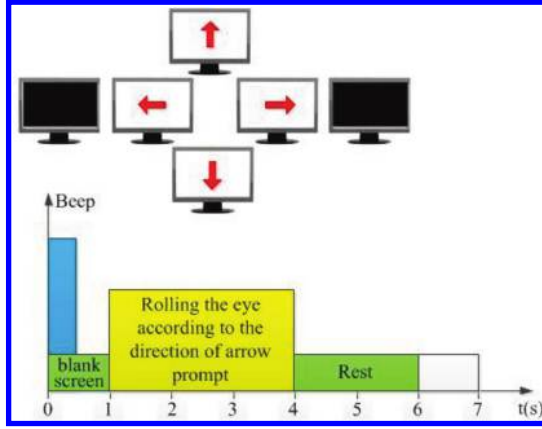 Beep
Rolling the eye
according to the
direction of arrow
prompt
blank
screen
Rest
0 1 2 3 4 5 6 7 t(s)